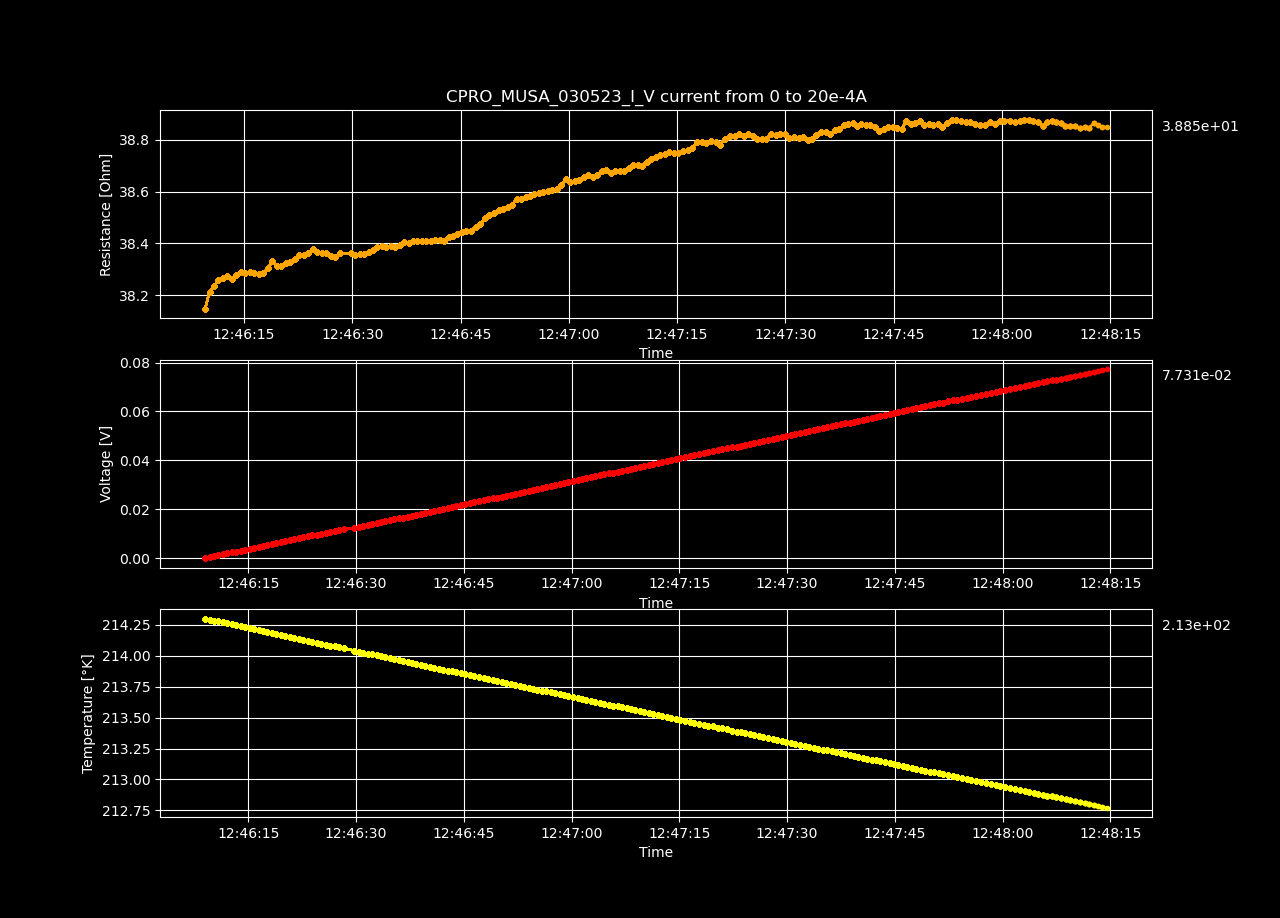 CPRO_MUSA_030523_I_V current from 0 to 20e-4A
3.885e+01
38.8
38.6
38.4
38.2
Resistance [Ohm]
12:46:15 12:46:30 12:46:45 12:47:00 12:47:15 12:47:30 12:47:45 12:48:00 12:48:15
Time
7.731e-02
0.08
0.06
0.04
0.02
0.00
Voltage [V]
12:46:15 12:46:30 12:46:45 12:47:00 12:47:15 12:47:30 12:47:45 12:48:00 12:48:15
Time
2.13e+02
214.25
214.00
213.75
213.50
213.25
213.00
212.75
Temperature [°K]
12:46:15 12:46:30 12:46:45 12:47:00 12:47:15 12:47:30 12:47:45 12:48:00 12:48:15
Time